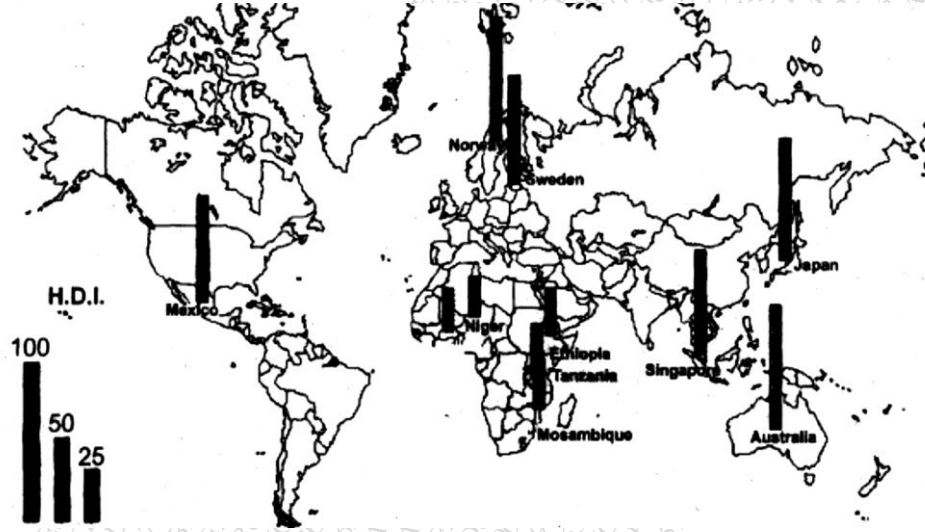 Norway
Sweden
Japan
H.D.I.
Mexico
Niger
100
Ethiopia
Singapore
Tanzania
50
25
Mosambique
Australia